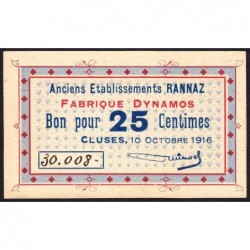 Anciens Etablissements RANNAZ
FABRIQUE DYNAMOS
Bon pour 25 Centimes
CLUSES, 10 OCTOBRE 1916
30.008-